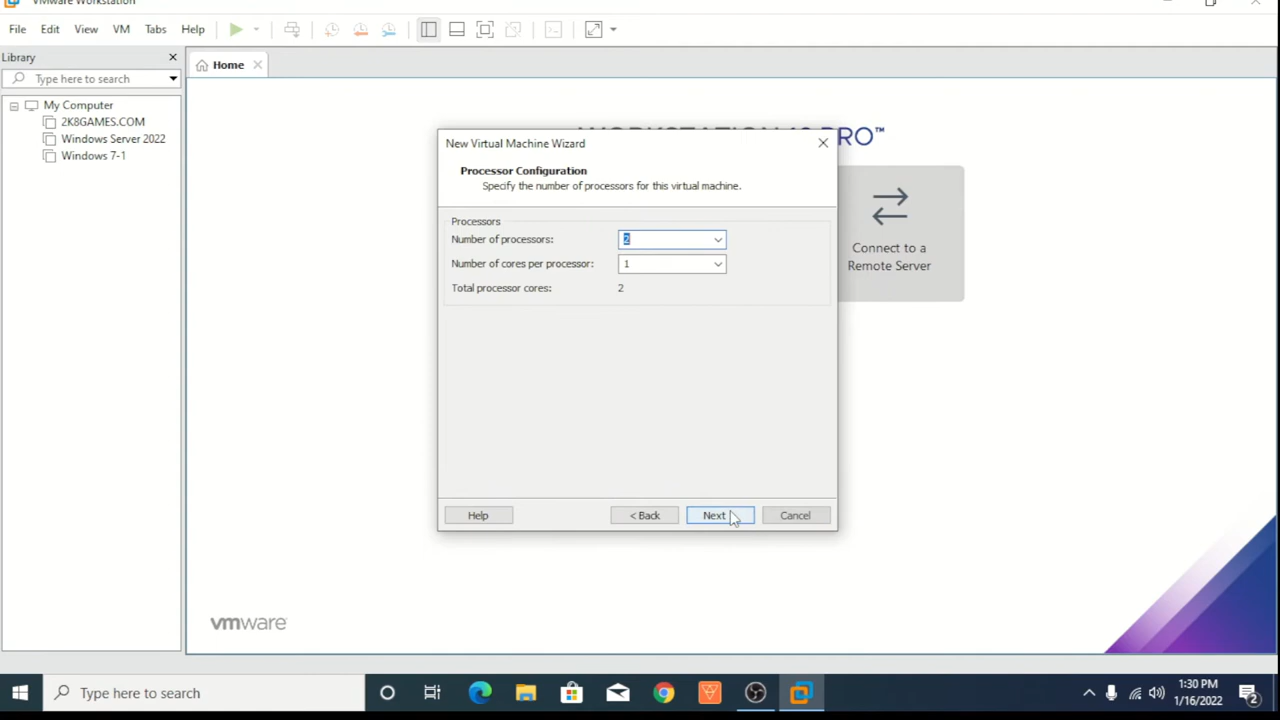 VMware Workstation
File Edit View VM Tabs Help
Library
Type here to search
Home
My Computer
2K8GAMES.COM
Windows Server 2022
Windows 7-1
PRO™
New Virtual Machine Wizard
Processor Configuration
Specify the number of processors for this virtual machine.
Processors
Number of processors: 2
Number of cores per processor: 1
Total processor cores: 2
Help < Back Next Cancel
Connect to a
Remote Server
vmware
Type here to search
1:30 PM
1/16/2022
2